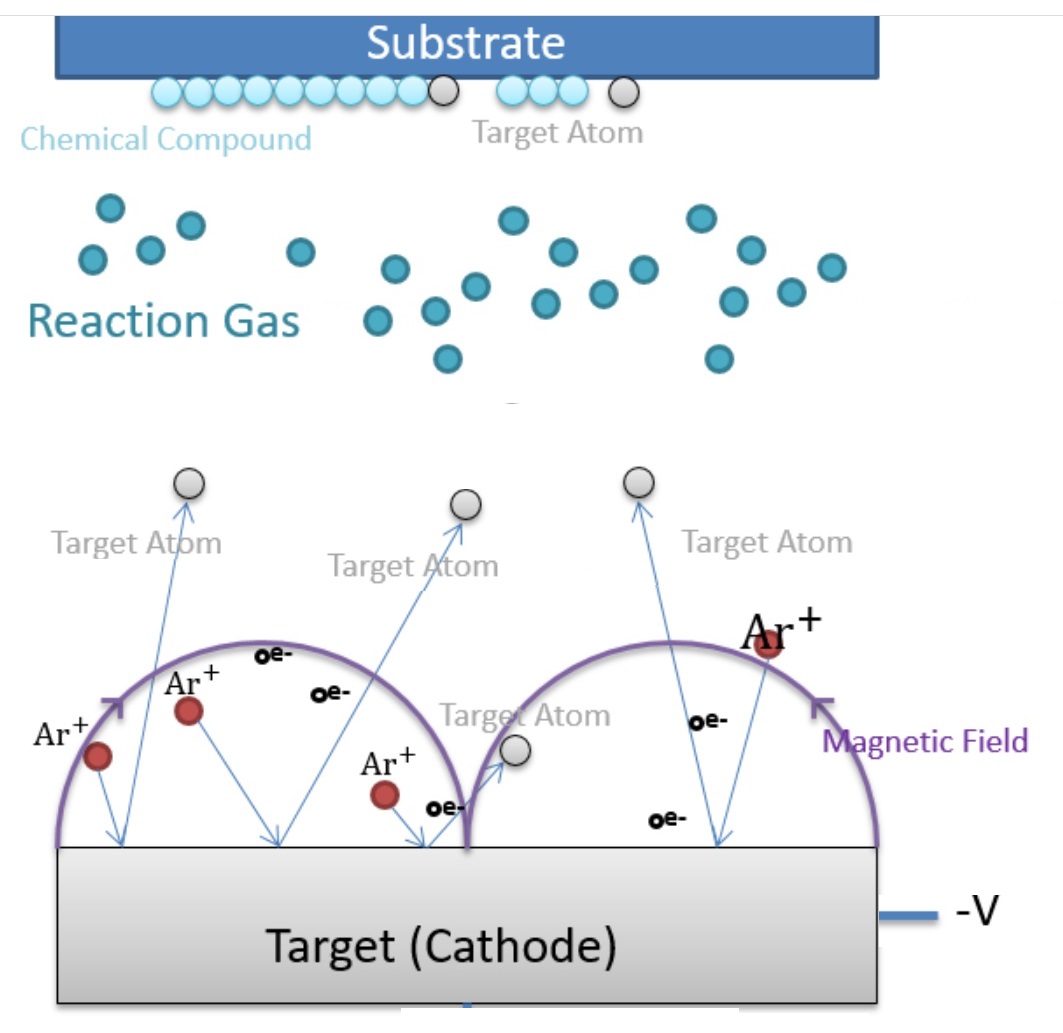 Substrate
Chemical Compound
Target Atom
Reaction Gas
Target Atom
Target Atom
Target Atom
Ar+
e-
Ar+
e-
Ar+
Target Atom
e-
Magnetic Field
Ar+
e-
e-
Target (Cathode)
-V